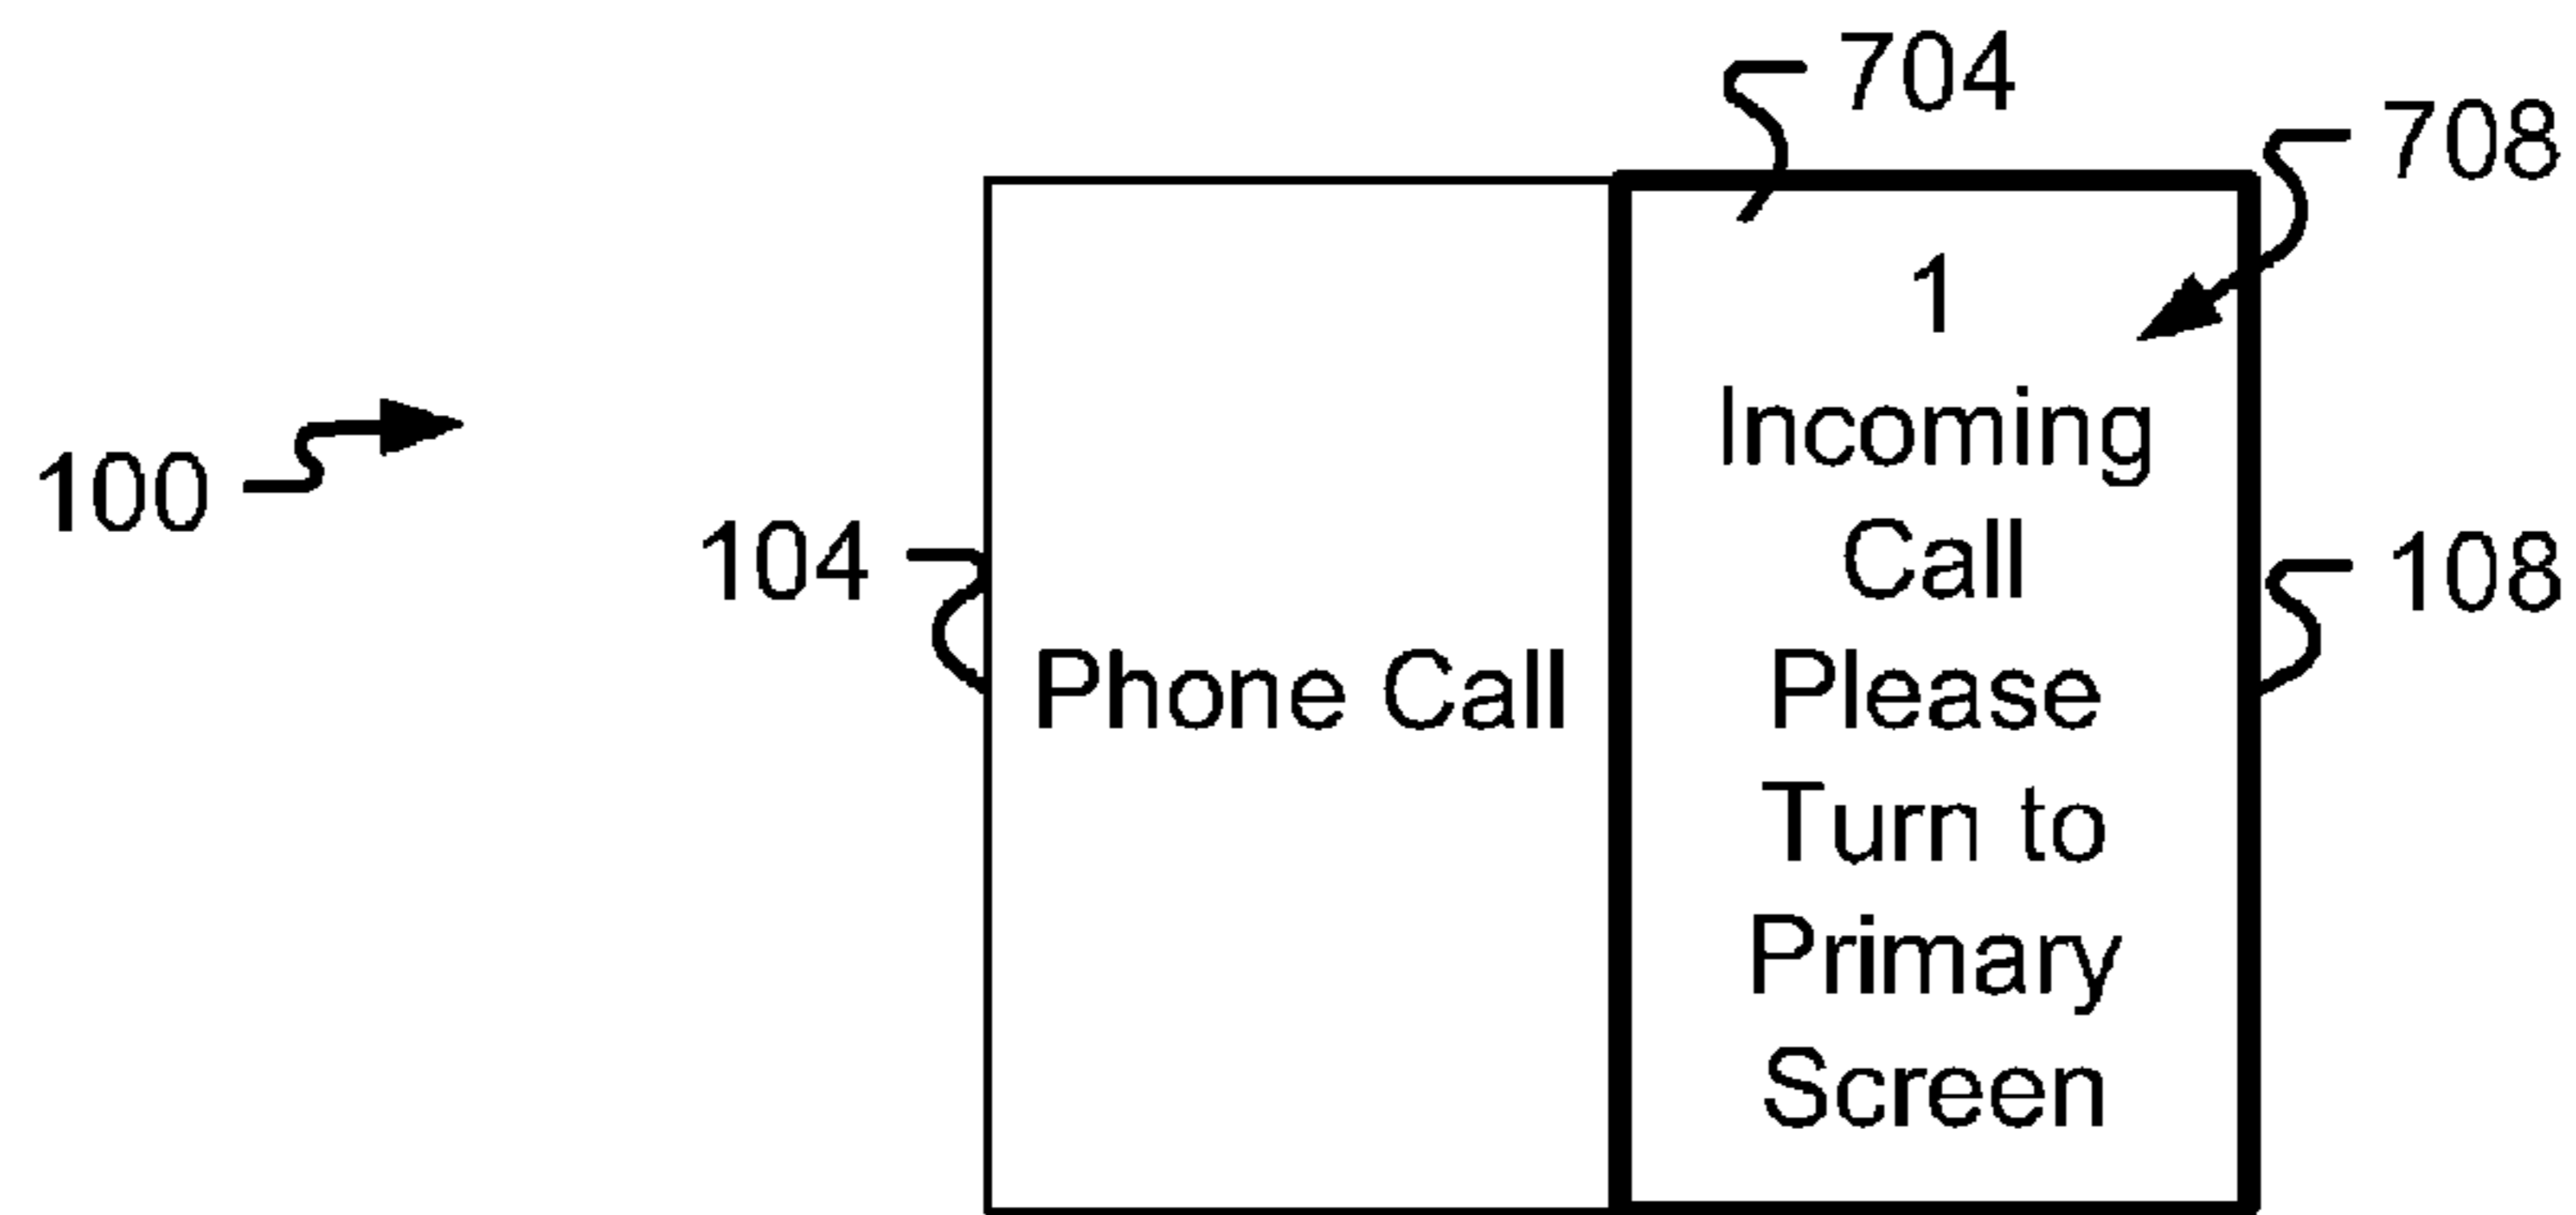 704
708
100
104
Phone Call
1
Incoming
Call
Please
Turn to
Primary
Screen
108